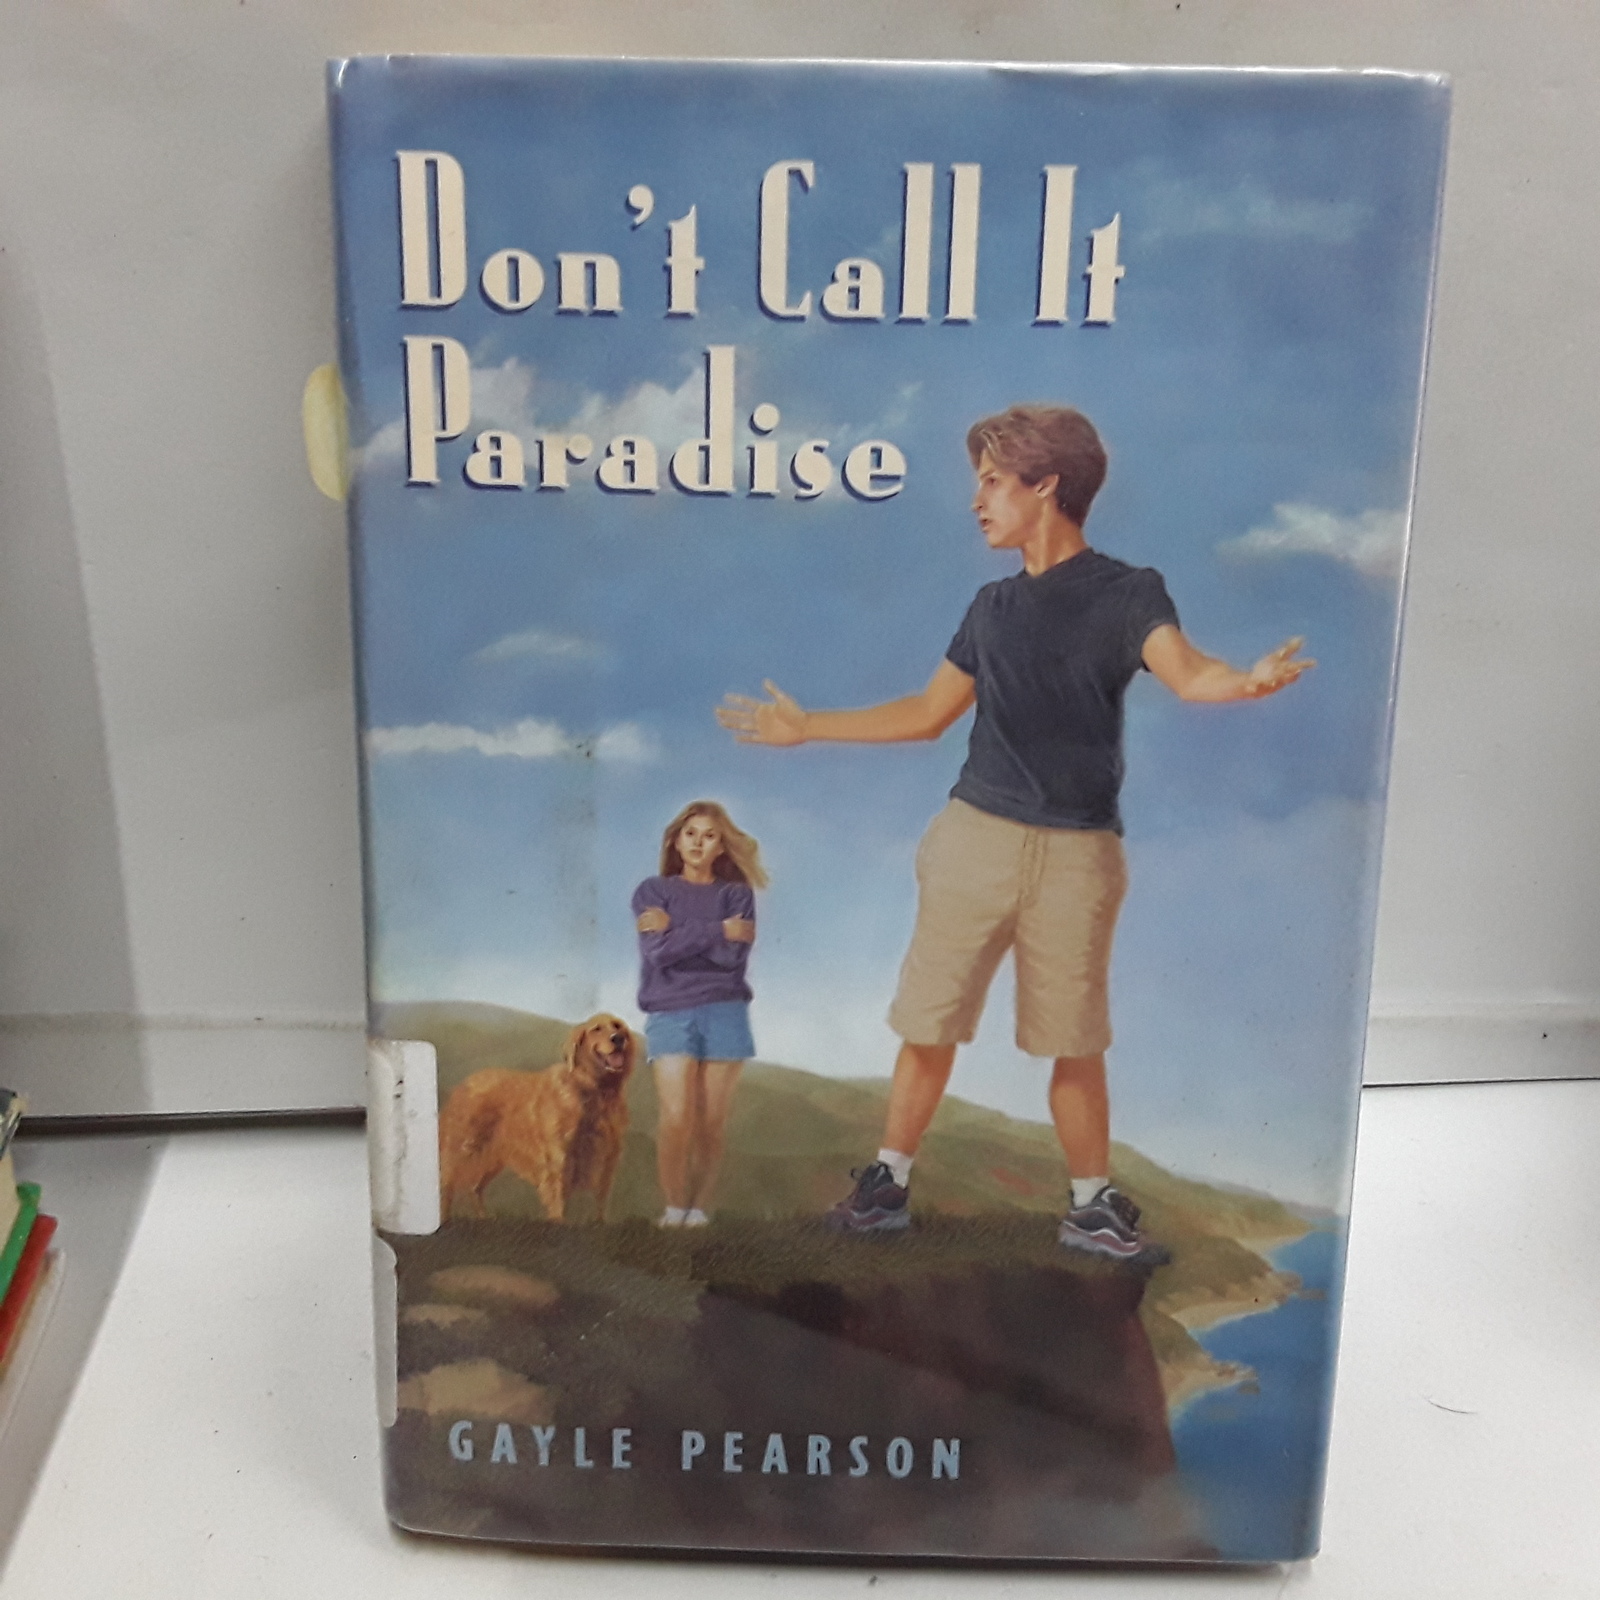 Don't Call It
Paradise
GAYLE PEARSON